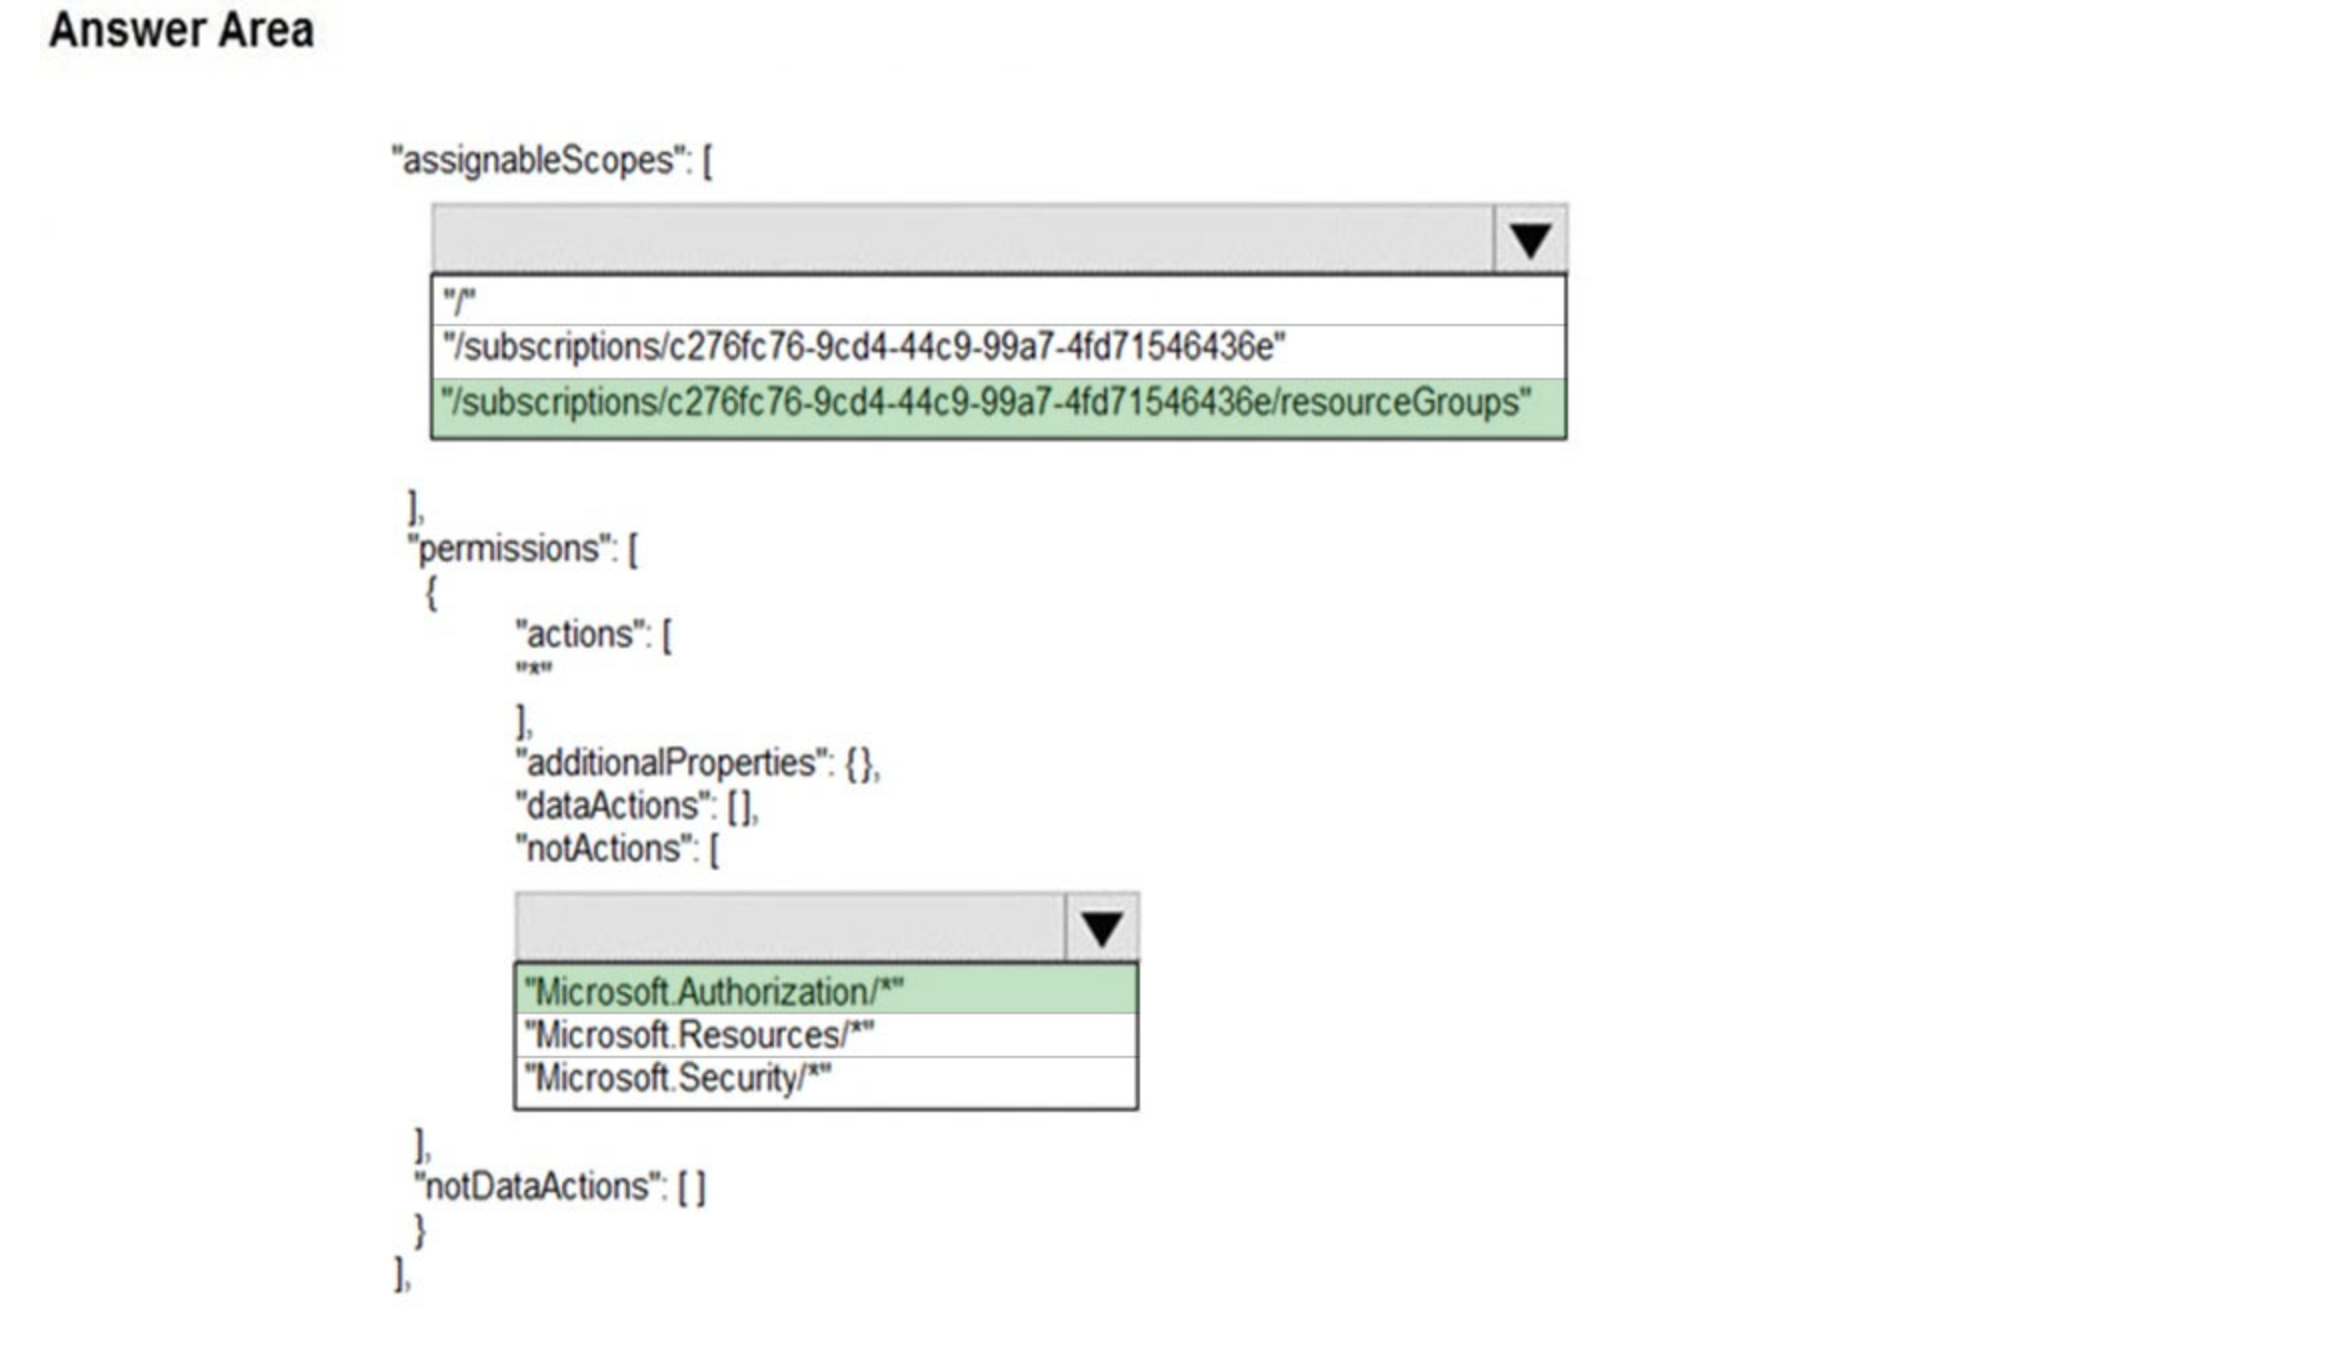 Answer Area
"assignableScopes": [
"/"
"/subscriptions/c276fc76-9cd4-44c9-99a7-4fd71546436e"
"/subscriptions/c276fc76-9cd4-44c9-99a7-4fd71546436e/resourceGroups"
],
"permissions": [
{
"actions": [
"*"
],
"additionalProperties": {},
"dataActions": [],
"notActions": [
"Microsoft.Authorization/*"
"Microsoft.Resources/*"
"Microsoft.Security/*"
],
"notDataActions": [ ]
}
],